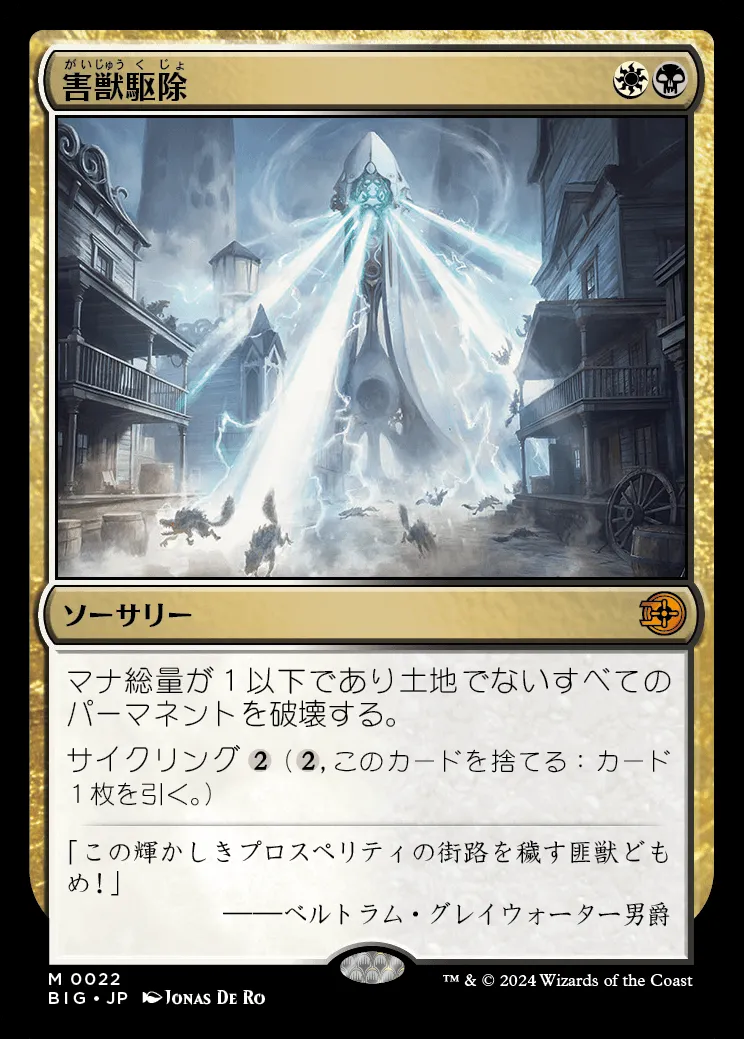 がいじゅう く じょ
害獣駆除
ソーサリー
マナ総量が1以下であり土地でないすべての
パーマネントを破壊する。
サイクリング 2（2, このカードを捨てる：カード
1枚を引く。）
「この輝かしきプロスペリティの街路を穢す匪獣ども
め！」
――ベルトラム・グレイウォーター男爵
M 0022
BIG • JP JONAS DE RO
™ & © 2024 Wizards of the Coast